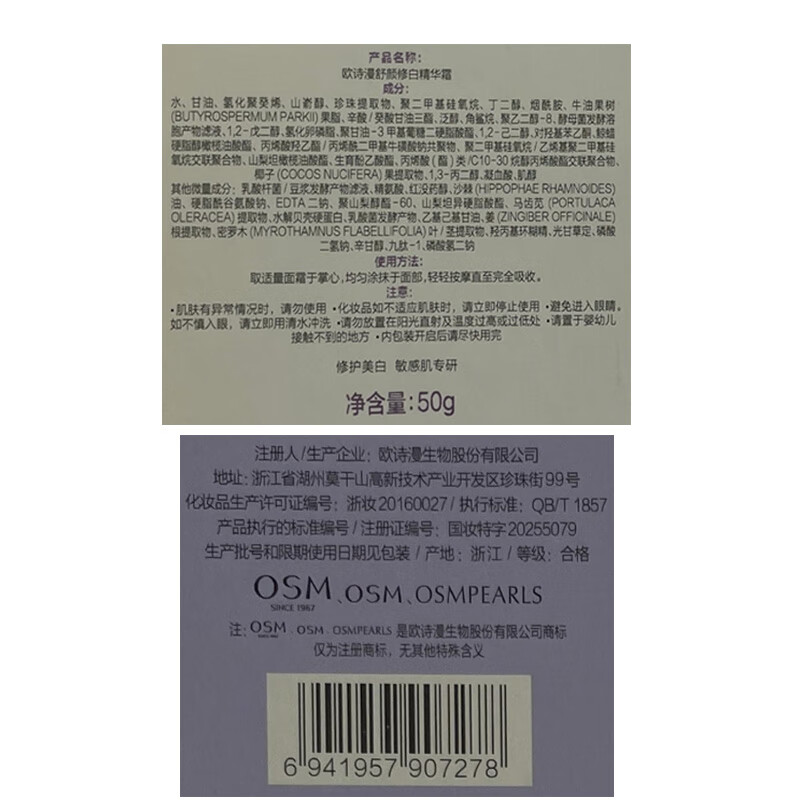 产品名称：
欧诗漫舒颜修白精华霜
成分：
水、甘油、氢化聚癸烯、山嵛醇、珍珠提取物、聚二甲基硅氧烷、丁二醇、烟酰胺、牛油果树
(BUTYROSPERMUM PARKII)果脂、辛酸/癸酸甘油三酯、泛醇、角鲨烷、聚乙二醇-8、酵母菌发酵溶
胞产物滤液、1,2-戊二醇、氢化卵磷脂、聚甘油-3甲基葡糖二硬脂酸酯、1,2-己二醇、对羟基苯乙酮、鲸蜡
硬脂醇橄榄油酸酯、丙烯酸羟乙酯/丙烯酰二甲基牛磺酸钠共聚物、聚二甲基硅氧烷/乙烯基聚二甲基硅
氧烷交联聚合物、山梨坦橄榄油酸酯、生育酚乙酸酯、丙烯酸(酯)类/C10-30烷醇丙烯酸酯交联聚合物、
椰子(COCOS NUCIFERA)果提取物、1,3-丙二醇、凝血酸、肌醇
其他微量成分：乳酸杆菌/豆浆发酵产物滤液、精氨酸、红没药醇、沙棘(HIPPOPHAE RHAMNOIDES)
油、硬脂酰谷氨酸钠、EDTA二钠、聚山梨醇酯-60、山梨坦异硬脂酸酯、马齿苋(PORTULACA
OLERACEA)提取物、水解贝壳硬蛋白、乳酸菌发酵产物、乙基己基甘油、姜(ZINGIBER OFFICINALE)
根提取物、密罗木(MYROTHAMNUS FLABELLIFOLIA)叶/茎提取物、羟丙基环糊精、光甘草定、磷酸
二氢钠、辛甘醇、九肽-1、磷酸氢二钠
使用方法：
取适量面霜于掌心，均匀涂抹于面部，轻轻按摩直至完全吸收。
注意：
·肌肤有异常情况时，请勿使用 ·化妆品如不适应肌肤时，请立即停止使用 ·避免进入眼睛。
如不慎入眼，请立即用清水冲洗 ·请勿放置在阳光直射及温度过高或过低处 ·请置于婴幼儿
接触不到的地方 ·内包装开启后请尽快用完
修护美白 敏感肌专研
净含量：50g
注册人/生产企业：欧诗漫生物股份有限公司
地址：浙江省湖州莫干山高新技术产业开发区珍珠街99号
化妆品生产许可证编号：浙妆20160027/执行标准：QB/T 1857
产品执行的标准编号/注册证编号：国妆特字20255079
生产批号和限期使用日期见包装/产地：浙江/等级：合格
OSM、OSM、OSMPEARLS
SINCE 1967
注：OSM、OSM、OSMPEARLS是欧诗漫生物股份有限公司商标
仅为注册商标，无其他特殊含义
6 941957 907278